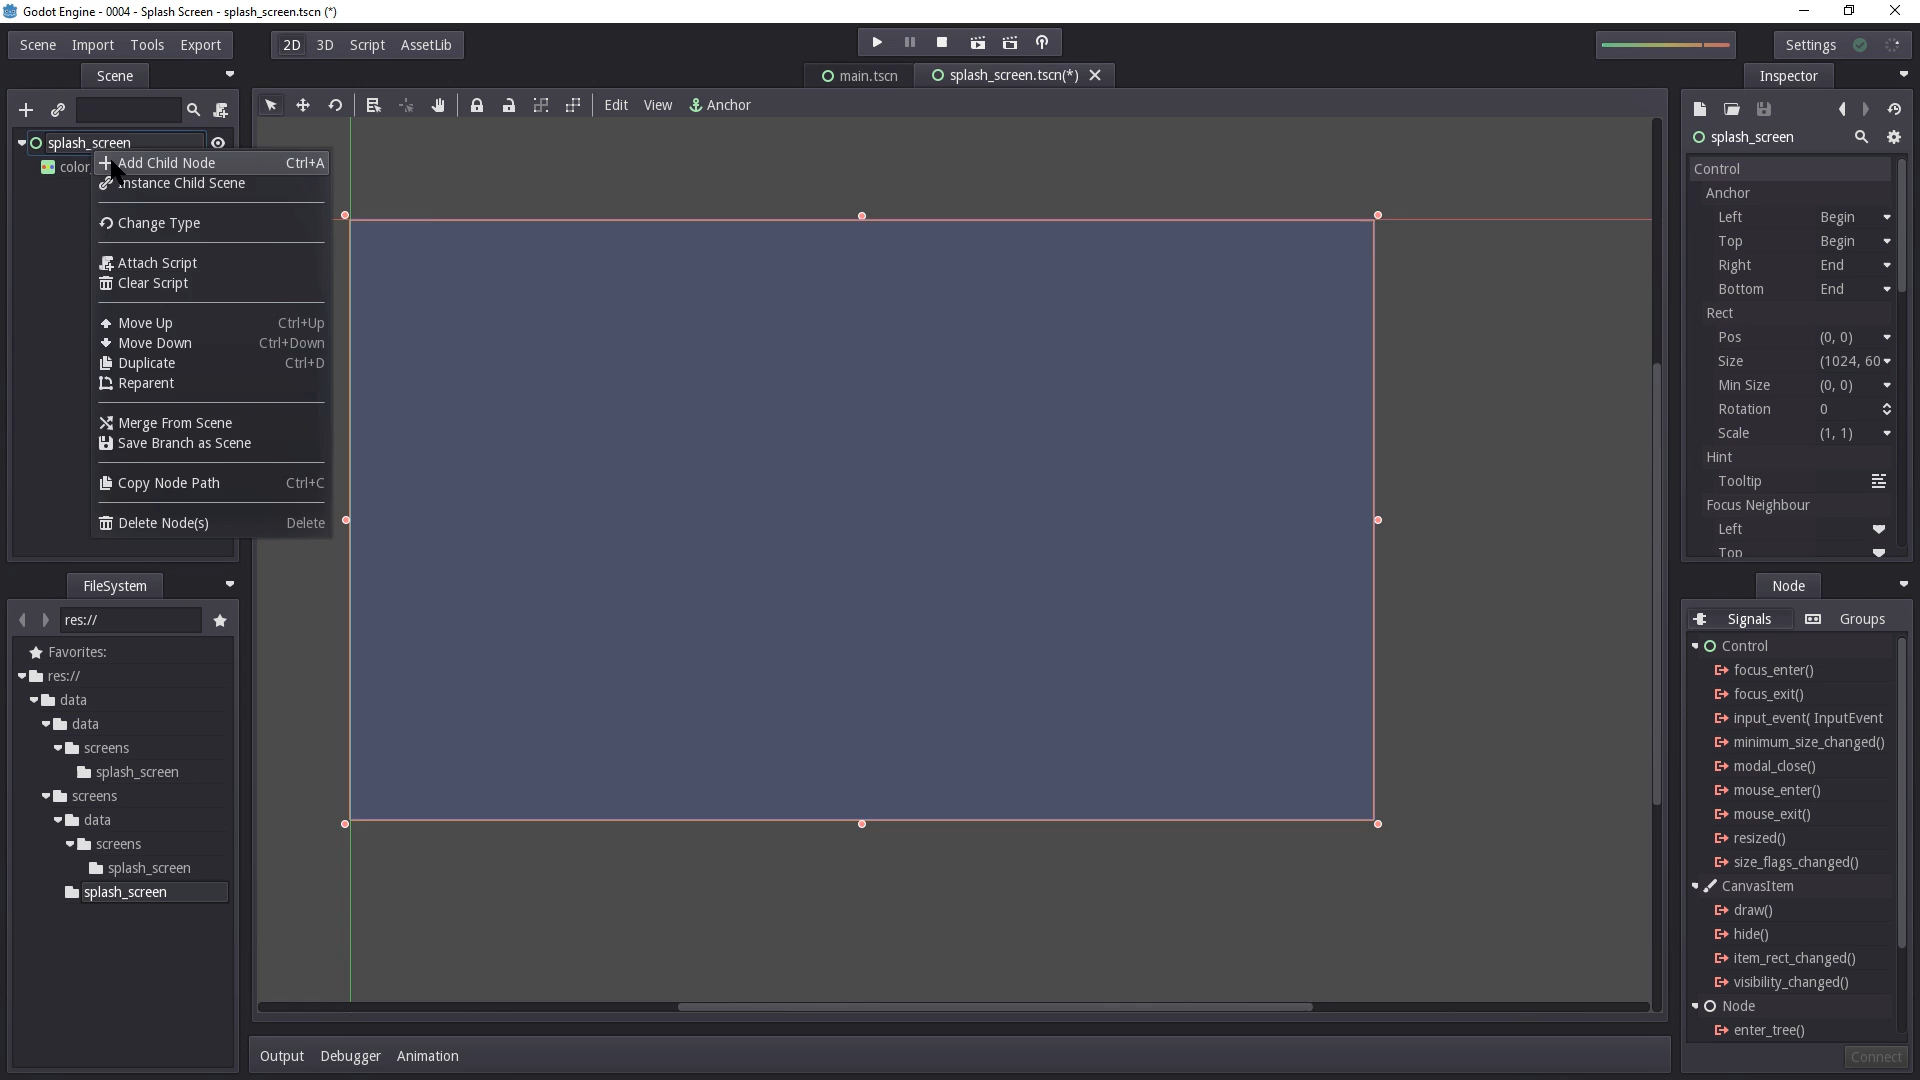 Godot Engine - 0004 - Splash Screen - splash_screen.tscn (*)
Scene Import Tools Export
2D 3D Script AssetLib
Settings
Scene
main.tscn
splash_screen.tscn(*)
Inspector
Edit View Anchor
splash_screen
color
Add Child Node Ctrl+A
Instance Child Scene
Change Type
Attach Script
Clear Script
Move Up Ctrl+Up
Move Down Ctrl+Down
Duplicate Ctrl+D
Reparent
Merge From Scene
Save Branch as Scene
Copy Node Path Ctrl+C
Delete Node(s) Delete
splash_screen
Control
Anchor
Left Begin
Top Begin
Right End
Bottom End
Rect
Pos (0, 0)
Size (1024, 60
Min Size (0, 0)
Rotation 0
Scale (1, 1)
Hint
Tooltip
Focus Neighbour
Left
Top
FileSystem
res://
Favorites:
res://
data
data
screens
splash_screen
screens
data
screens
splash_screen
splash_screen
Node
Signals Groups
Control
focus_enter()
focus_exit()
input_event( InputEvent
minimum_size_changed()
modal_close()
mouse_enter()
mouse_exit()
resized()
size_flags_changed()
CanvasItem
draw()
hide()
item_rect_changed()
visibility_changed()
Node
enter_tree()
Connect
Output Debugger Animation